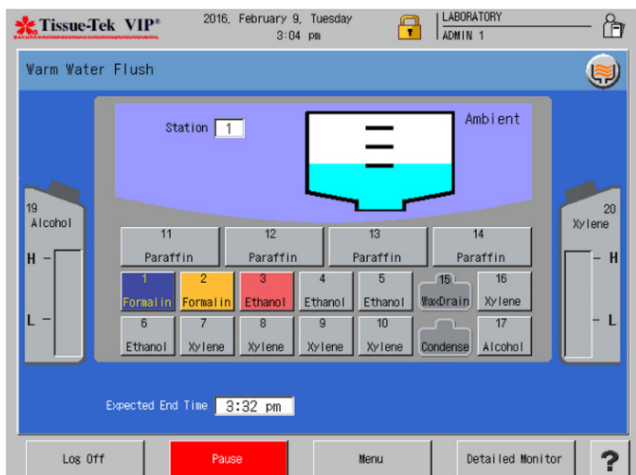 Tissue-Tek VIP®
2016, February 9, Tuesday
3:04 pm
LABORATORY
ADMIN 1
Warm Water Flush
Station 1
Ambient
19
Alcohol
H
L
20
Xylene
H
L
11
Paraffin
12
Paraffin
13
Paraffin
14
Paraffin
1
Formalin
2
Formalin
3
Ethanol
4
Ethanol
5
Ethanol
15
WaxDrain
16
Xylene
6
Ethanol
7
Xylene
8
Xylene
9
Xylene
10
Xylene
Condense
17
Alcohol
Expected End Time 3:32 pm
Log Off
Pause
Menu
Detailed Monitor
?